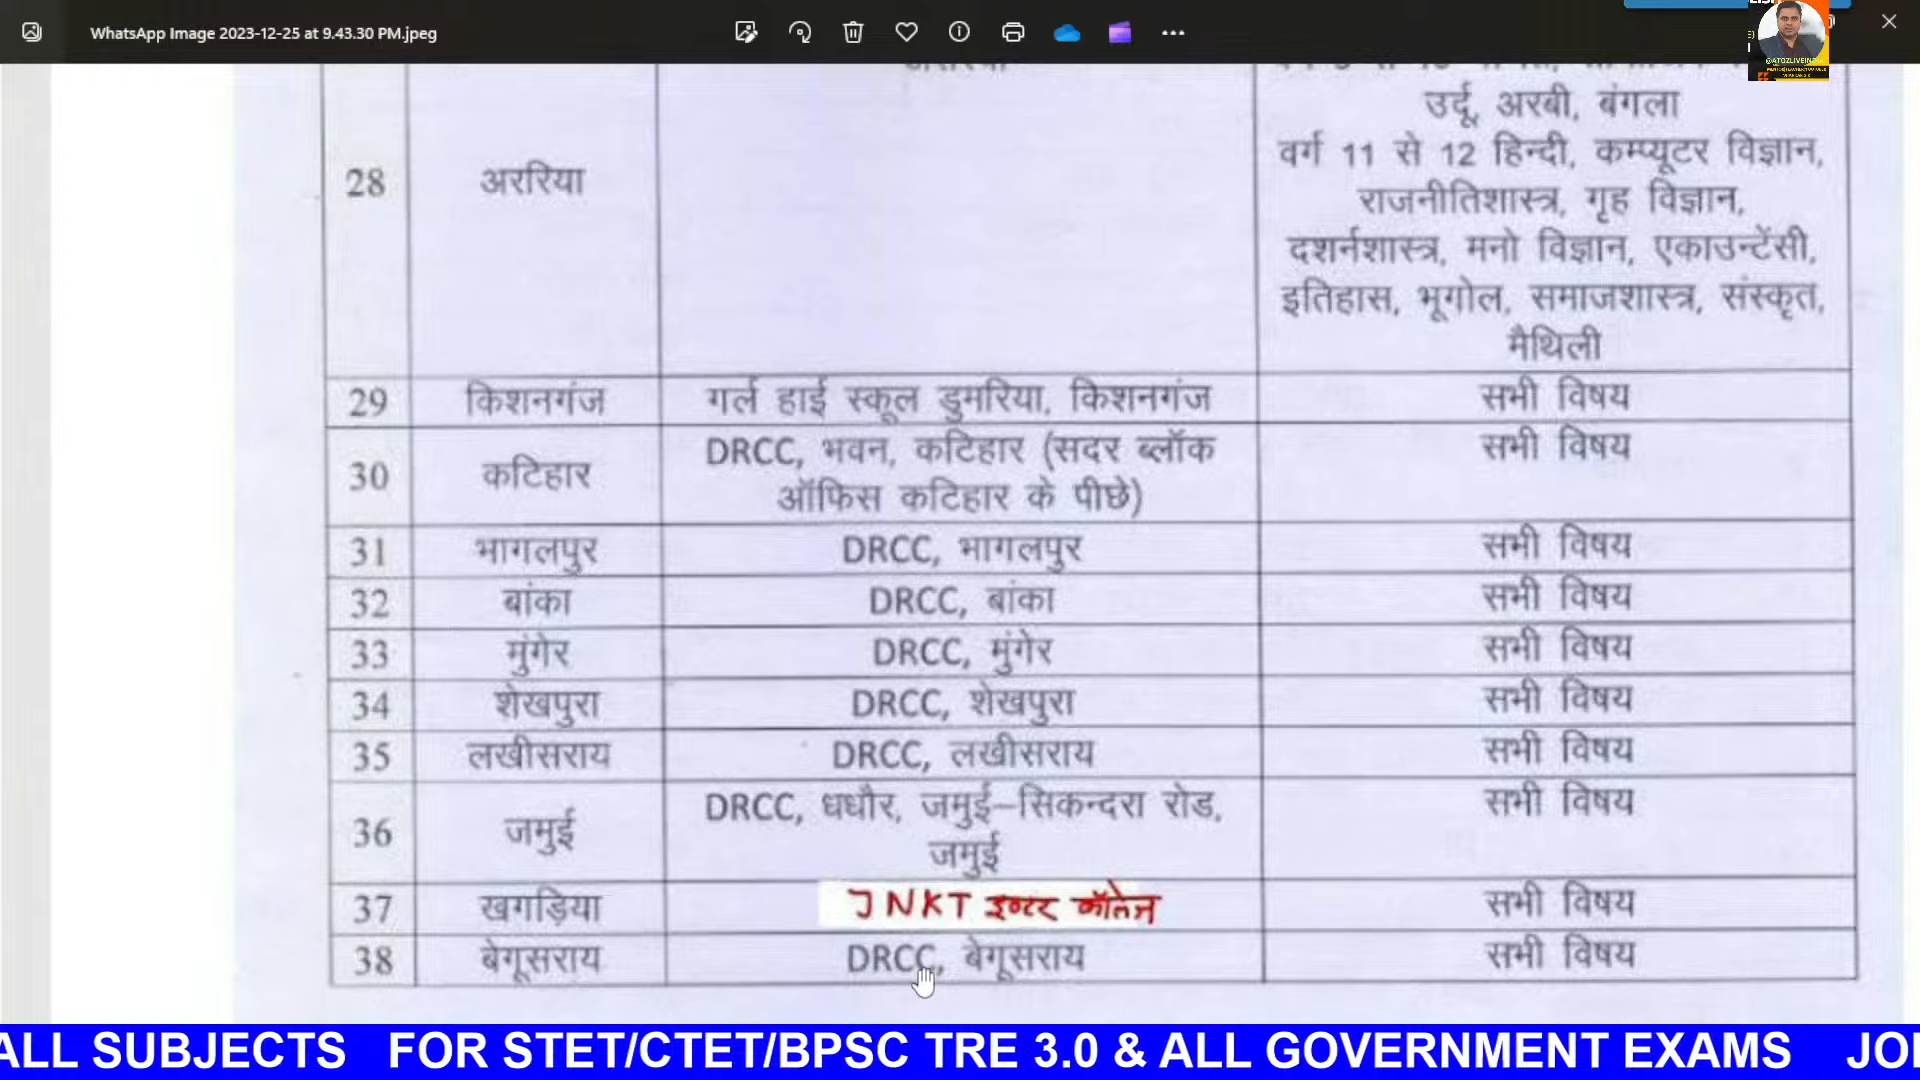 WhatsApp Image 2023-12-25 at 9.43.30 PM.jpeg
@ATOZLIVEINDIA
उर्दू, अरबी, बंगला
वर्ग 11 से 12 हिन्दी, कम्प्यूटर विज्ञान,
28 अररिया
राजनीतिशास्त्र, गृह विज्ञान,
दशर्नशास्त्र, मनो विज्ञान, एकाउन्टेंसी,
इतिहास, भूगोल, समाजशास्त्र, संस्कृत,
मैथिली
29 किशनगंज गर्ल हाई स्कूल डुमरिया, किशनगंज सभी विषय
30 कटिहार DRCC, भवन, कटिहार (सदर ब्लॉक सभी विषय
ऑफिस कटिहार के पीछे)
31 भागलपुर DRCC, भागलपुर सभी विषय
32 बांका DRCC, बांका सभी विषय
33 मुंगेर DRCC, मुंगेर सभी विषय
34 शेखपुरा DRCC, शेखपुरा सभी विषय
35 लखीसराय DRCC, लखीसराय सभी विषय
36 जमुई DRCC, धधौर, जमुई–सिकन्दरा रोड, सभी विषय
जमुई
37 खगड़िया JNKT इण्टर कॉलेज सभी विषय
38 बेगूसराय DRCC, बेगूसराय सभी विषय
ALL SUBJECTS FOR STET/CTET/BPSC TRE 3.0 & ALL GOVERNMENT EXAMS